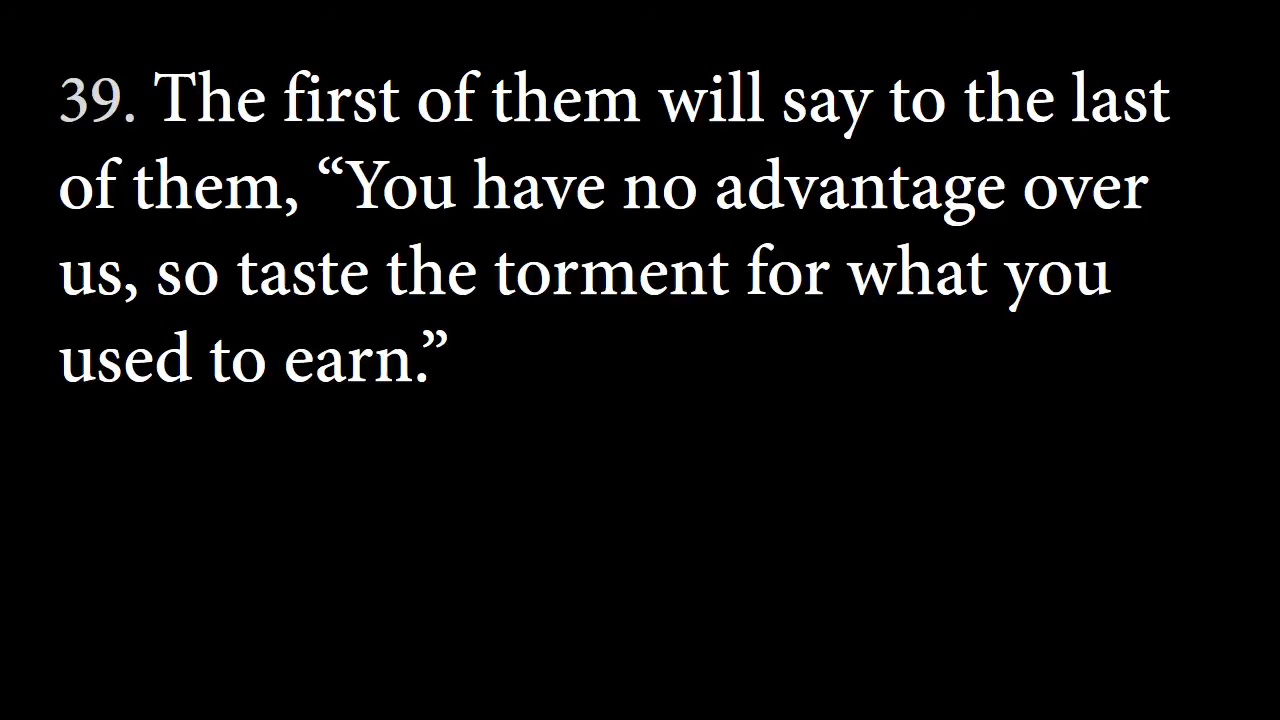 39. The first of them will say to the last
of them, “You have no advantage over
us, so taste the torment for what you
used to earn.”